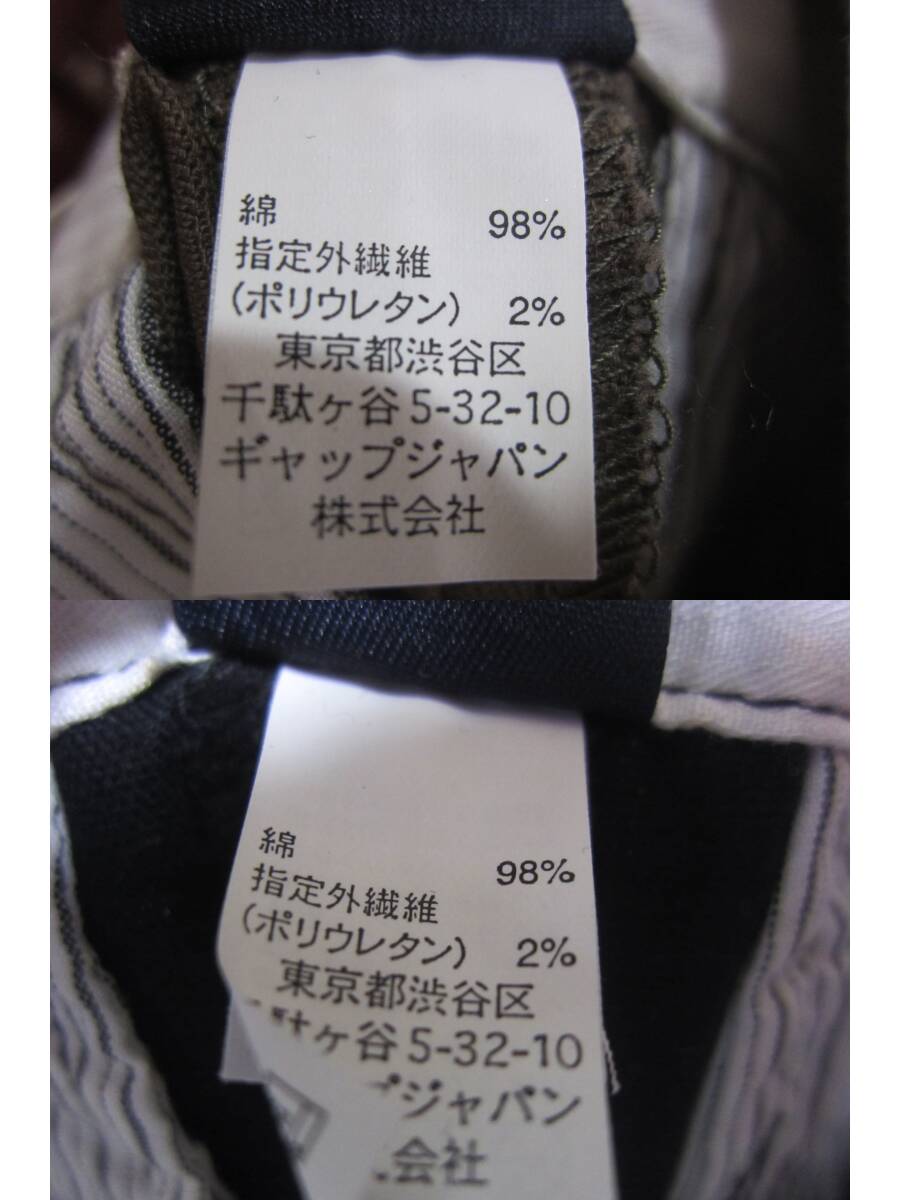 綿 98%
指定外繊維
(ポリウレタン) 2%
東京都渋谷区
千駄ヶ谷5-32-10
ギャップジャパン
株式会社
綿 98%
指定外繊維
(ポリウレタン) 2%
東京都渋谷区
ヶ谷5-32-10
プジャパン
会社